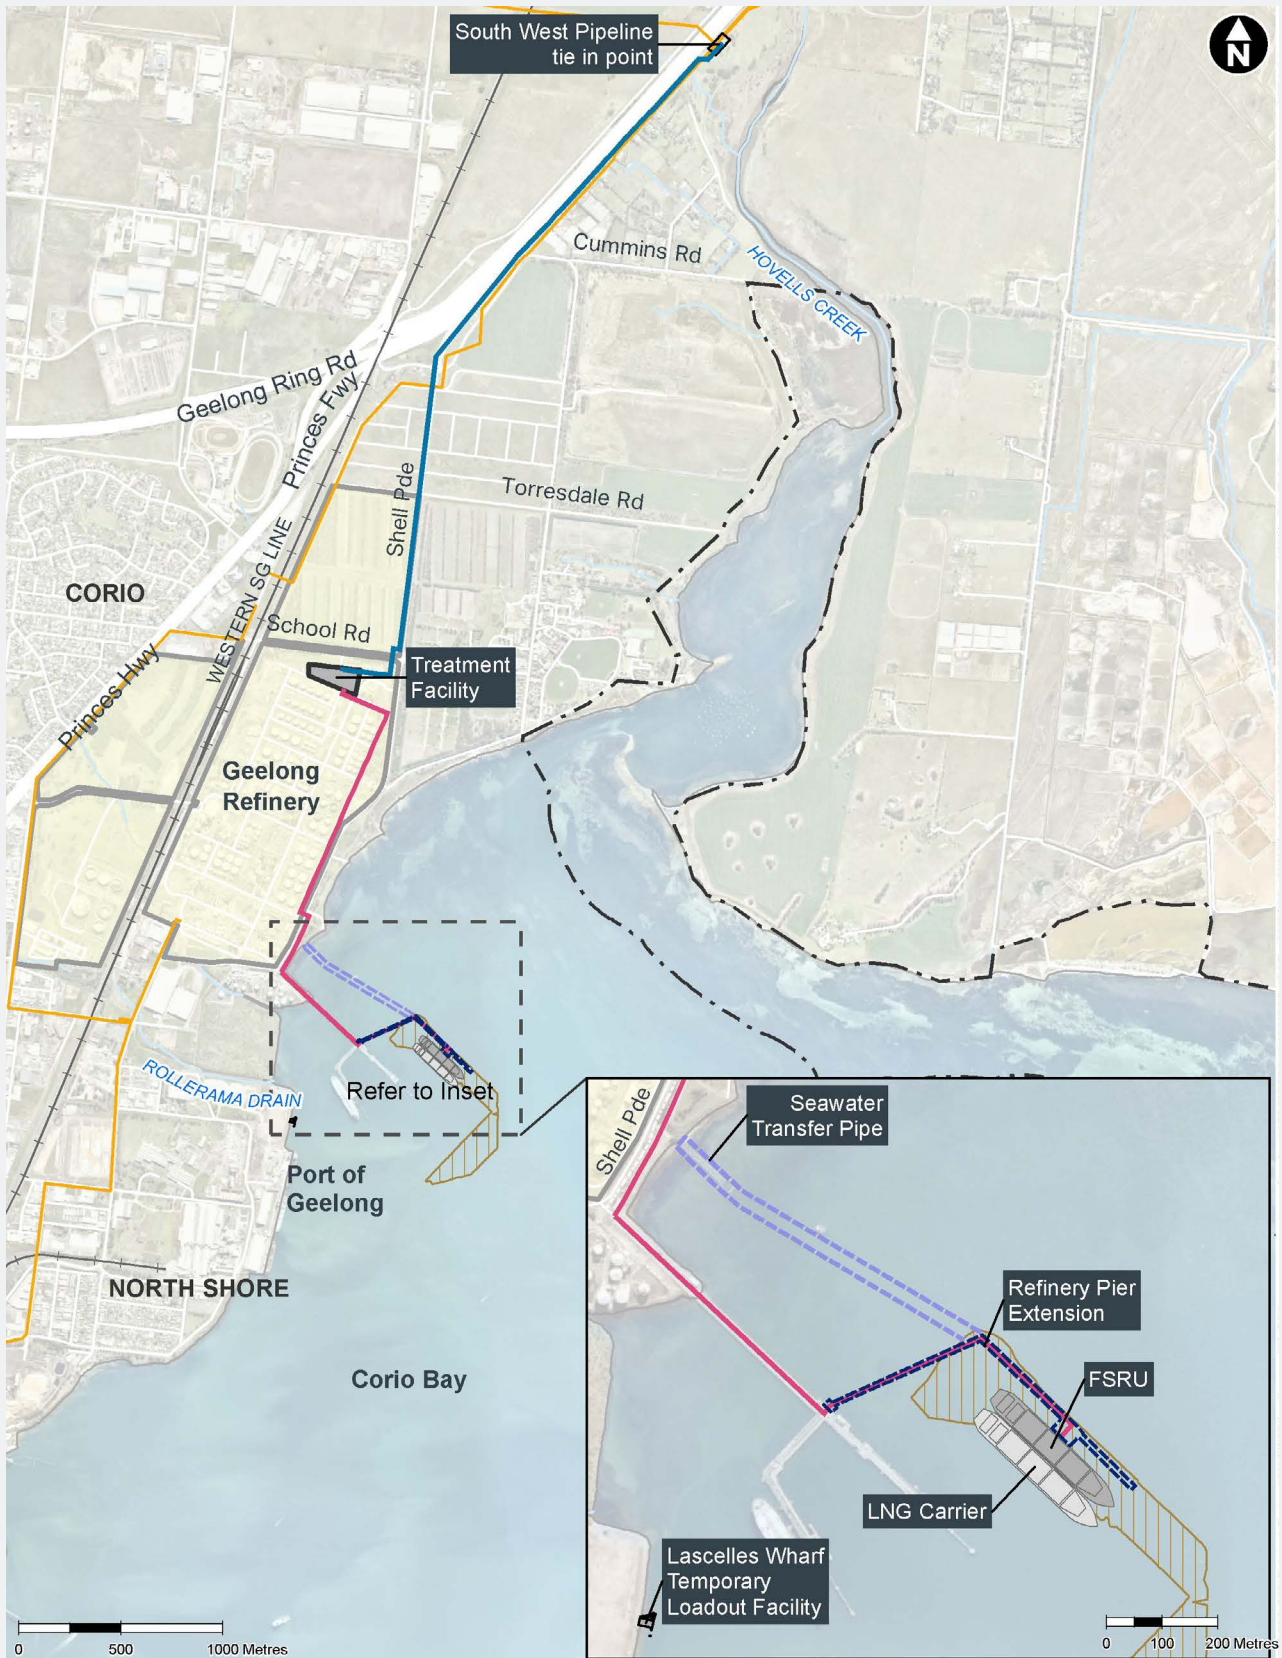 South West Pipeline
tie in point
N
Cummins Rd
HOVELLS CREEK
Geelong Ring Rd
Princes Fwy
Shell Pde
Torresdale Rd
WESTERN SG LINE
CORIO
School Rd
Princes Hwy
Treatment
Facility
Geelong
Refinery
ROLLERAMA DRAIN
Refer to Inset
Port of
Geelong
NORTH SHORE
Corio Bay
0 500 1000 Metres
Shell Pde
Seawater
Transfer Pipe
Refinery Pier
Extension
FSRU
LNG Carrier
Lascelles Wharf
Temporary
Loadout Facility
0 100 200 Metres